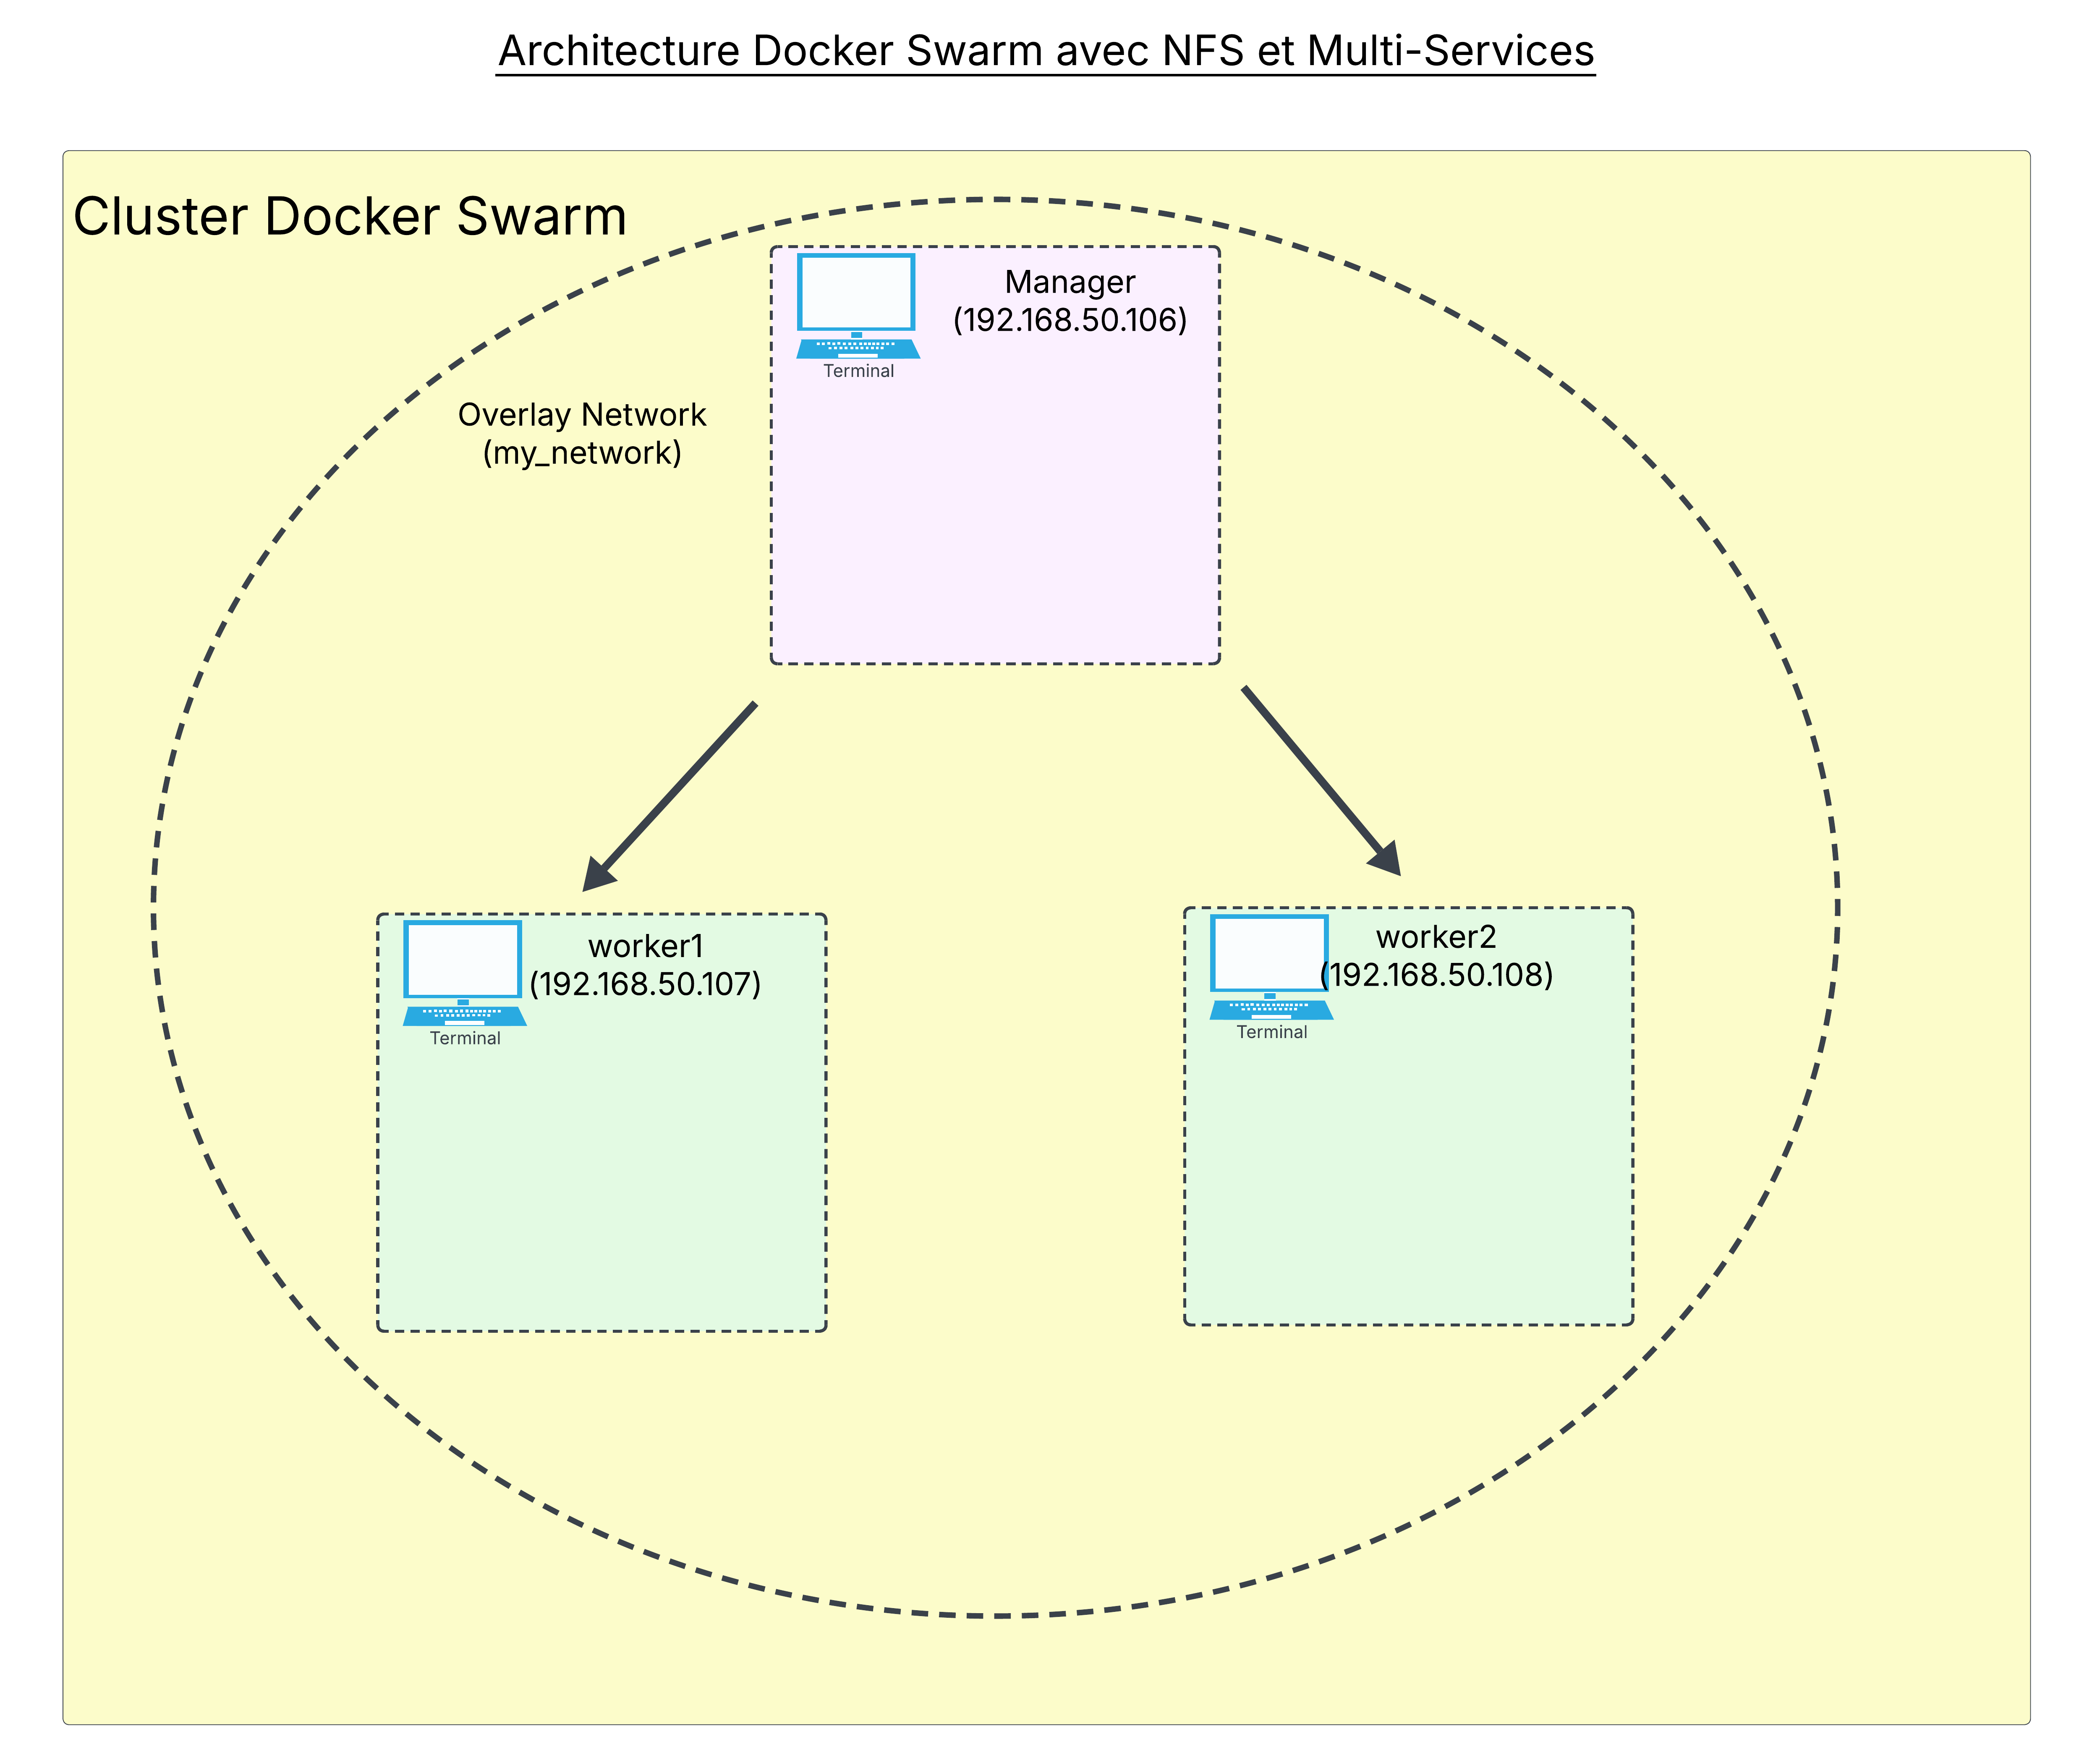 Architecture Docker Swarm avec NFS et Multi-Services
Cluster Docker Swarm
Manager
(192.168.50.106)
Terminal
Overlay Network
(my_network)
worker1
(192.168.50.107)
Terminal
worker2
(192.168.50.108)
Terminal